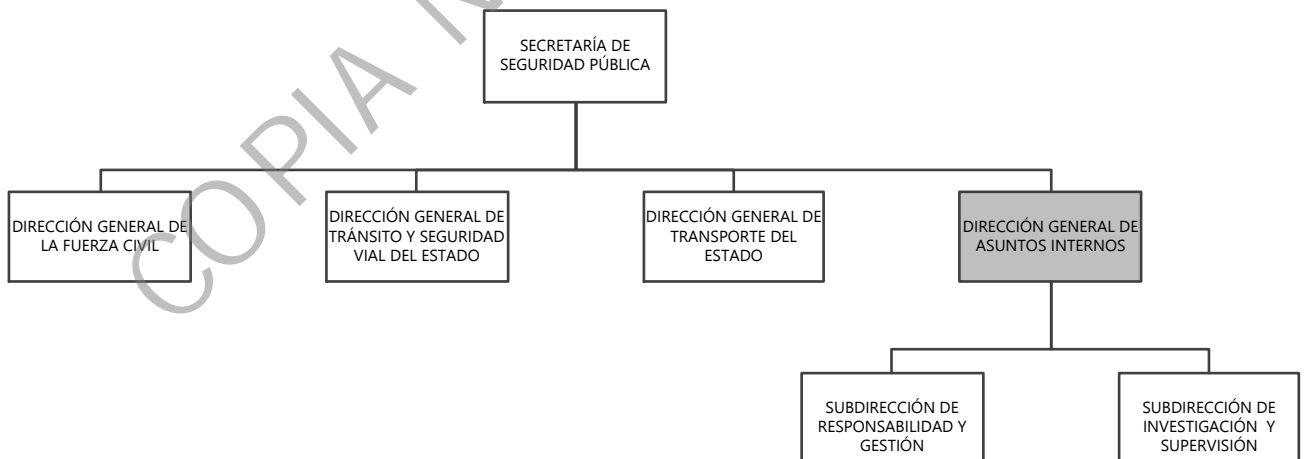 SECRETARÍA DE
SEGURIDAD PÚBLICA
DIRECCIÓN GENERAL DE
LA FUERZA CIVIL
DIRECCIÓN GENERAL DE
TRÁNSITO Y SEGURIDAD
VIAL DEL ESTADO
DIRECCIÓN GENERAL DE
TRANSPORTE DEL
ESTADO
DIRECCIÓN GENERAL DE
ASUNTOS INTERNOS
SUBDIRECCIÓN DE
RESPONSABILIDAD Y
GESTIÓN
SUBDIRECCIÓN DE
INVESTIGACIÓN Y
SUPERVISIÓN
COPIA